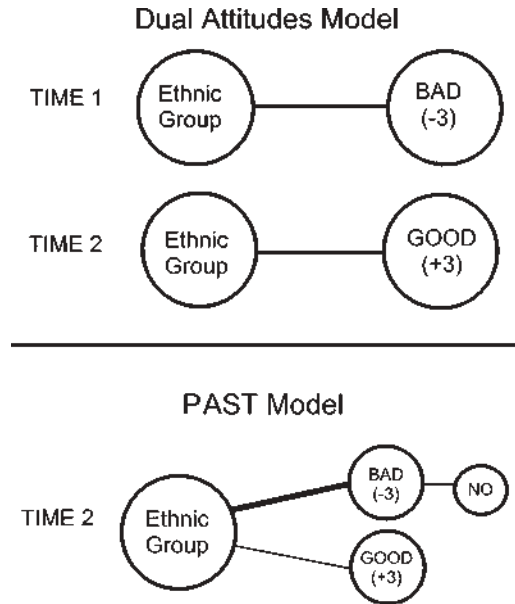 Dual Attitudes Model
TIME 1
Ethnic
Group
BAD
(-3)
TIME 2
Ethnic
Group
GOOD
(+3)
PAST Model
TIME 2
Ethnic
Group
BAD
(-3)
NO
GOOD
(+3)